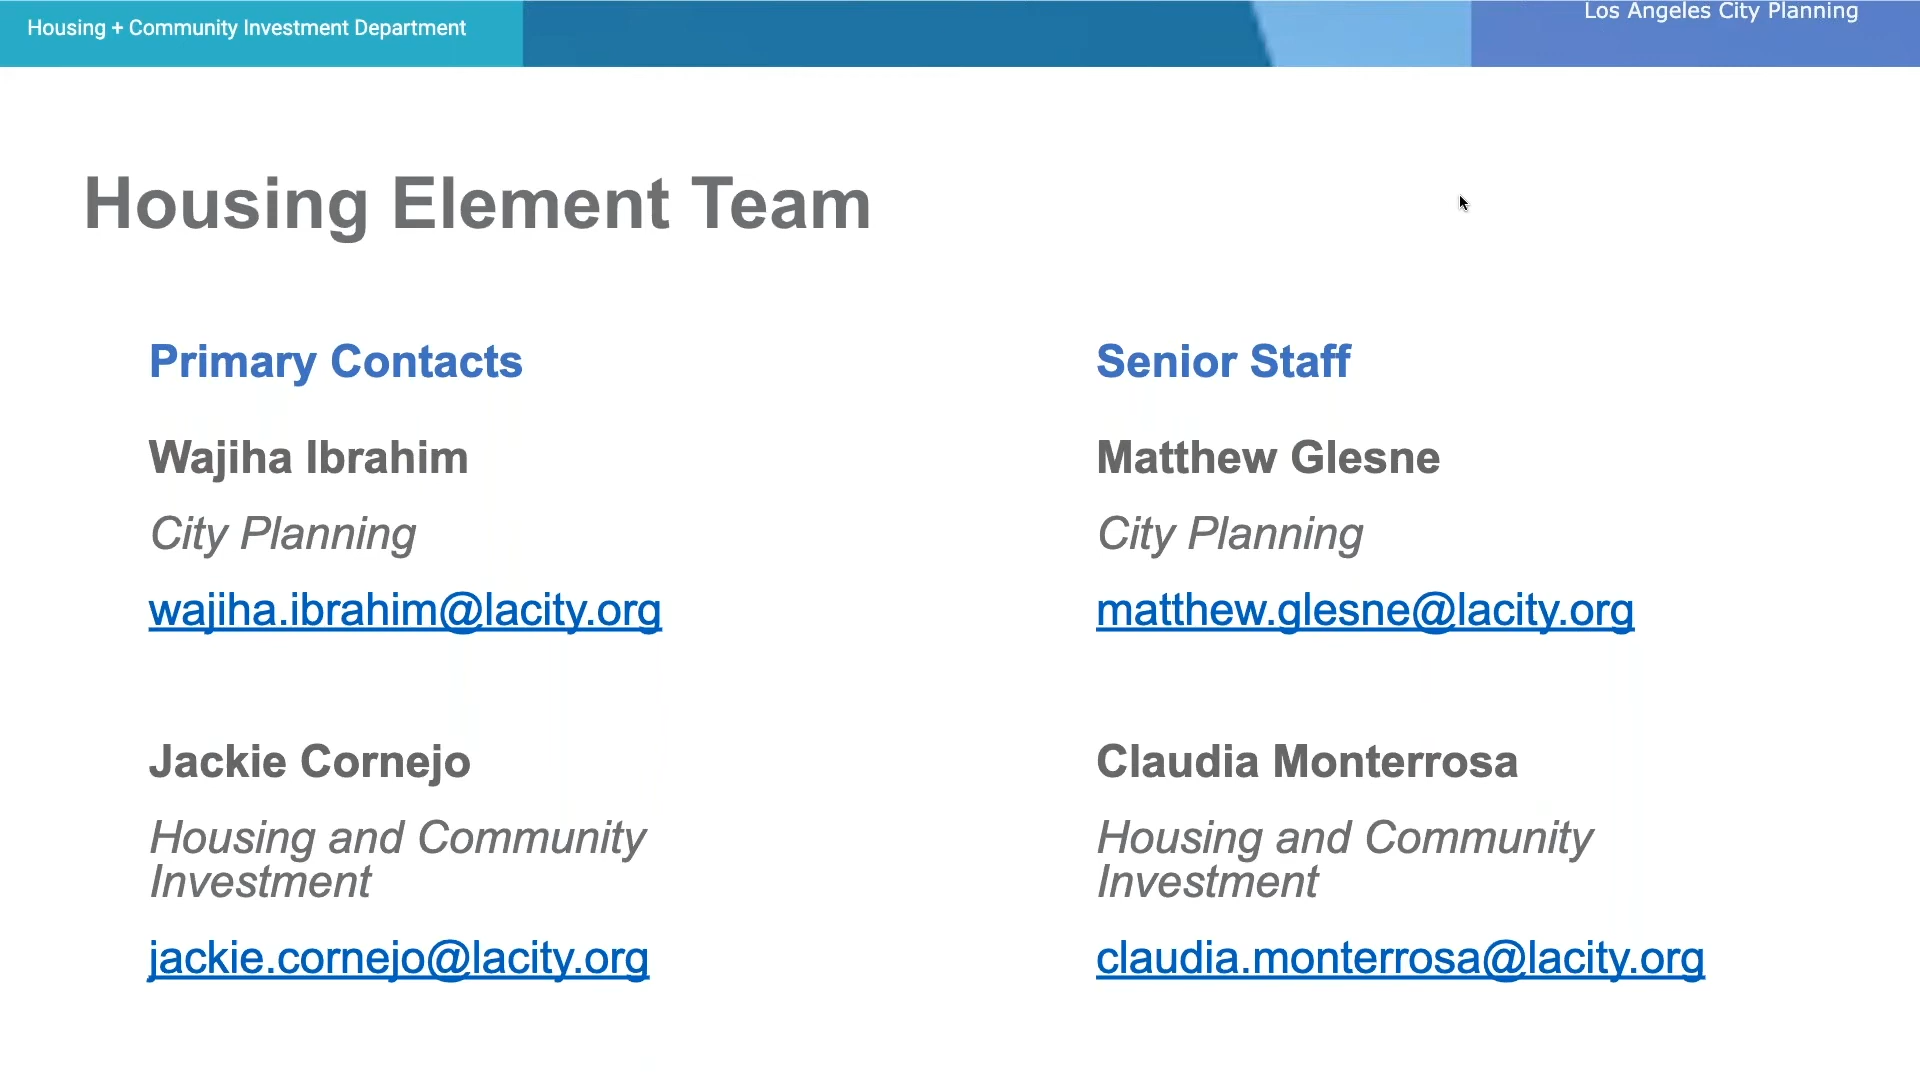 Housing + Community Investment Department
Los Angeles City Planning
Housing Element Team
Primary Contacts
Wajiha Ibrahim
City Planning
wajiha.ibrahim@lacity.org
Jackie Cornejo
Housing and Community
Investment
jackie.cornejo@lacity.org
Senior Staff
Matthew Glesne
City Planning
matthew.glesne@lacity.org
Claudia Monterrosa
Housing and Community
Investment
claudia.monterrosa@lacity.org